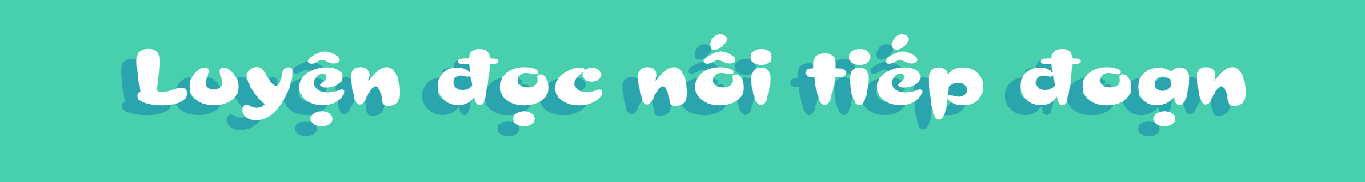 Luyện đọc nối tiếp đoạn